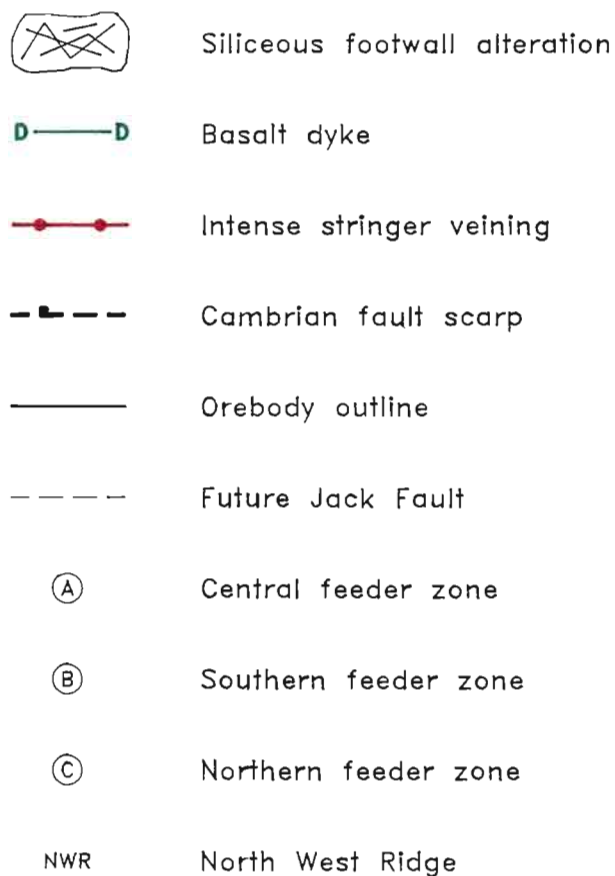 Siliceous footwall alteration
D D Basalt dyke
Intense stringer veining
Cambrian fault scarp
Orebody outline
Future Jack Fault
A Central feeder zone
B Southern feeder zone
C Northern feeder zone
NWR North West Ridge